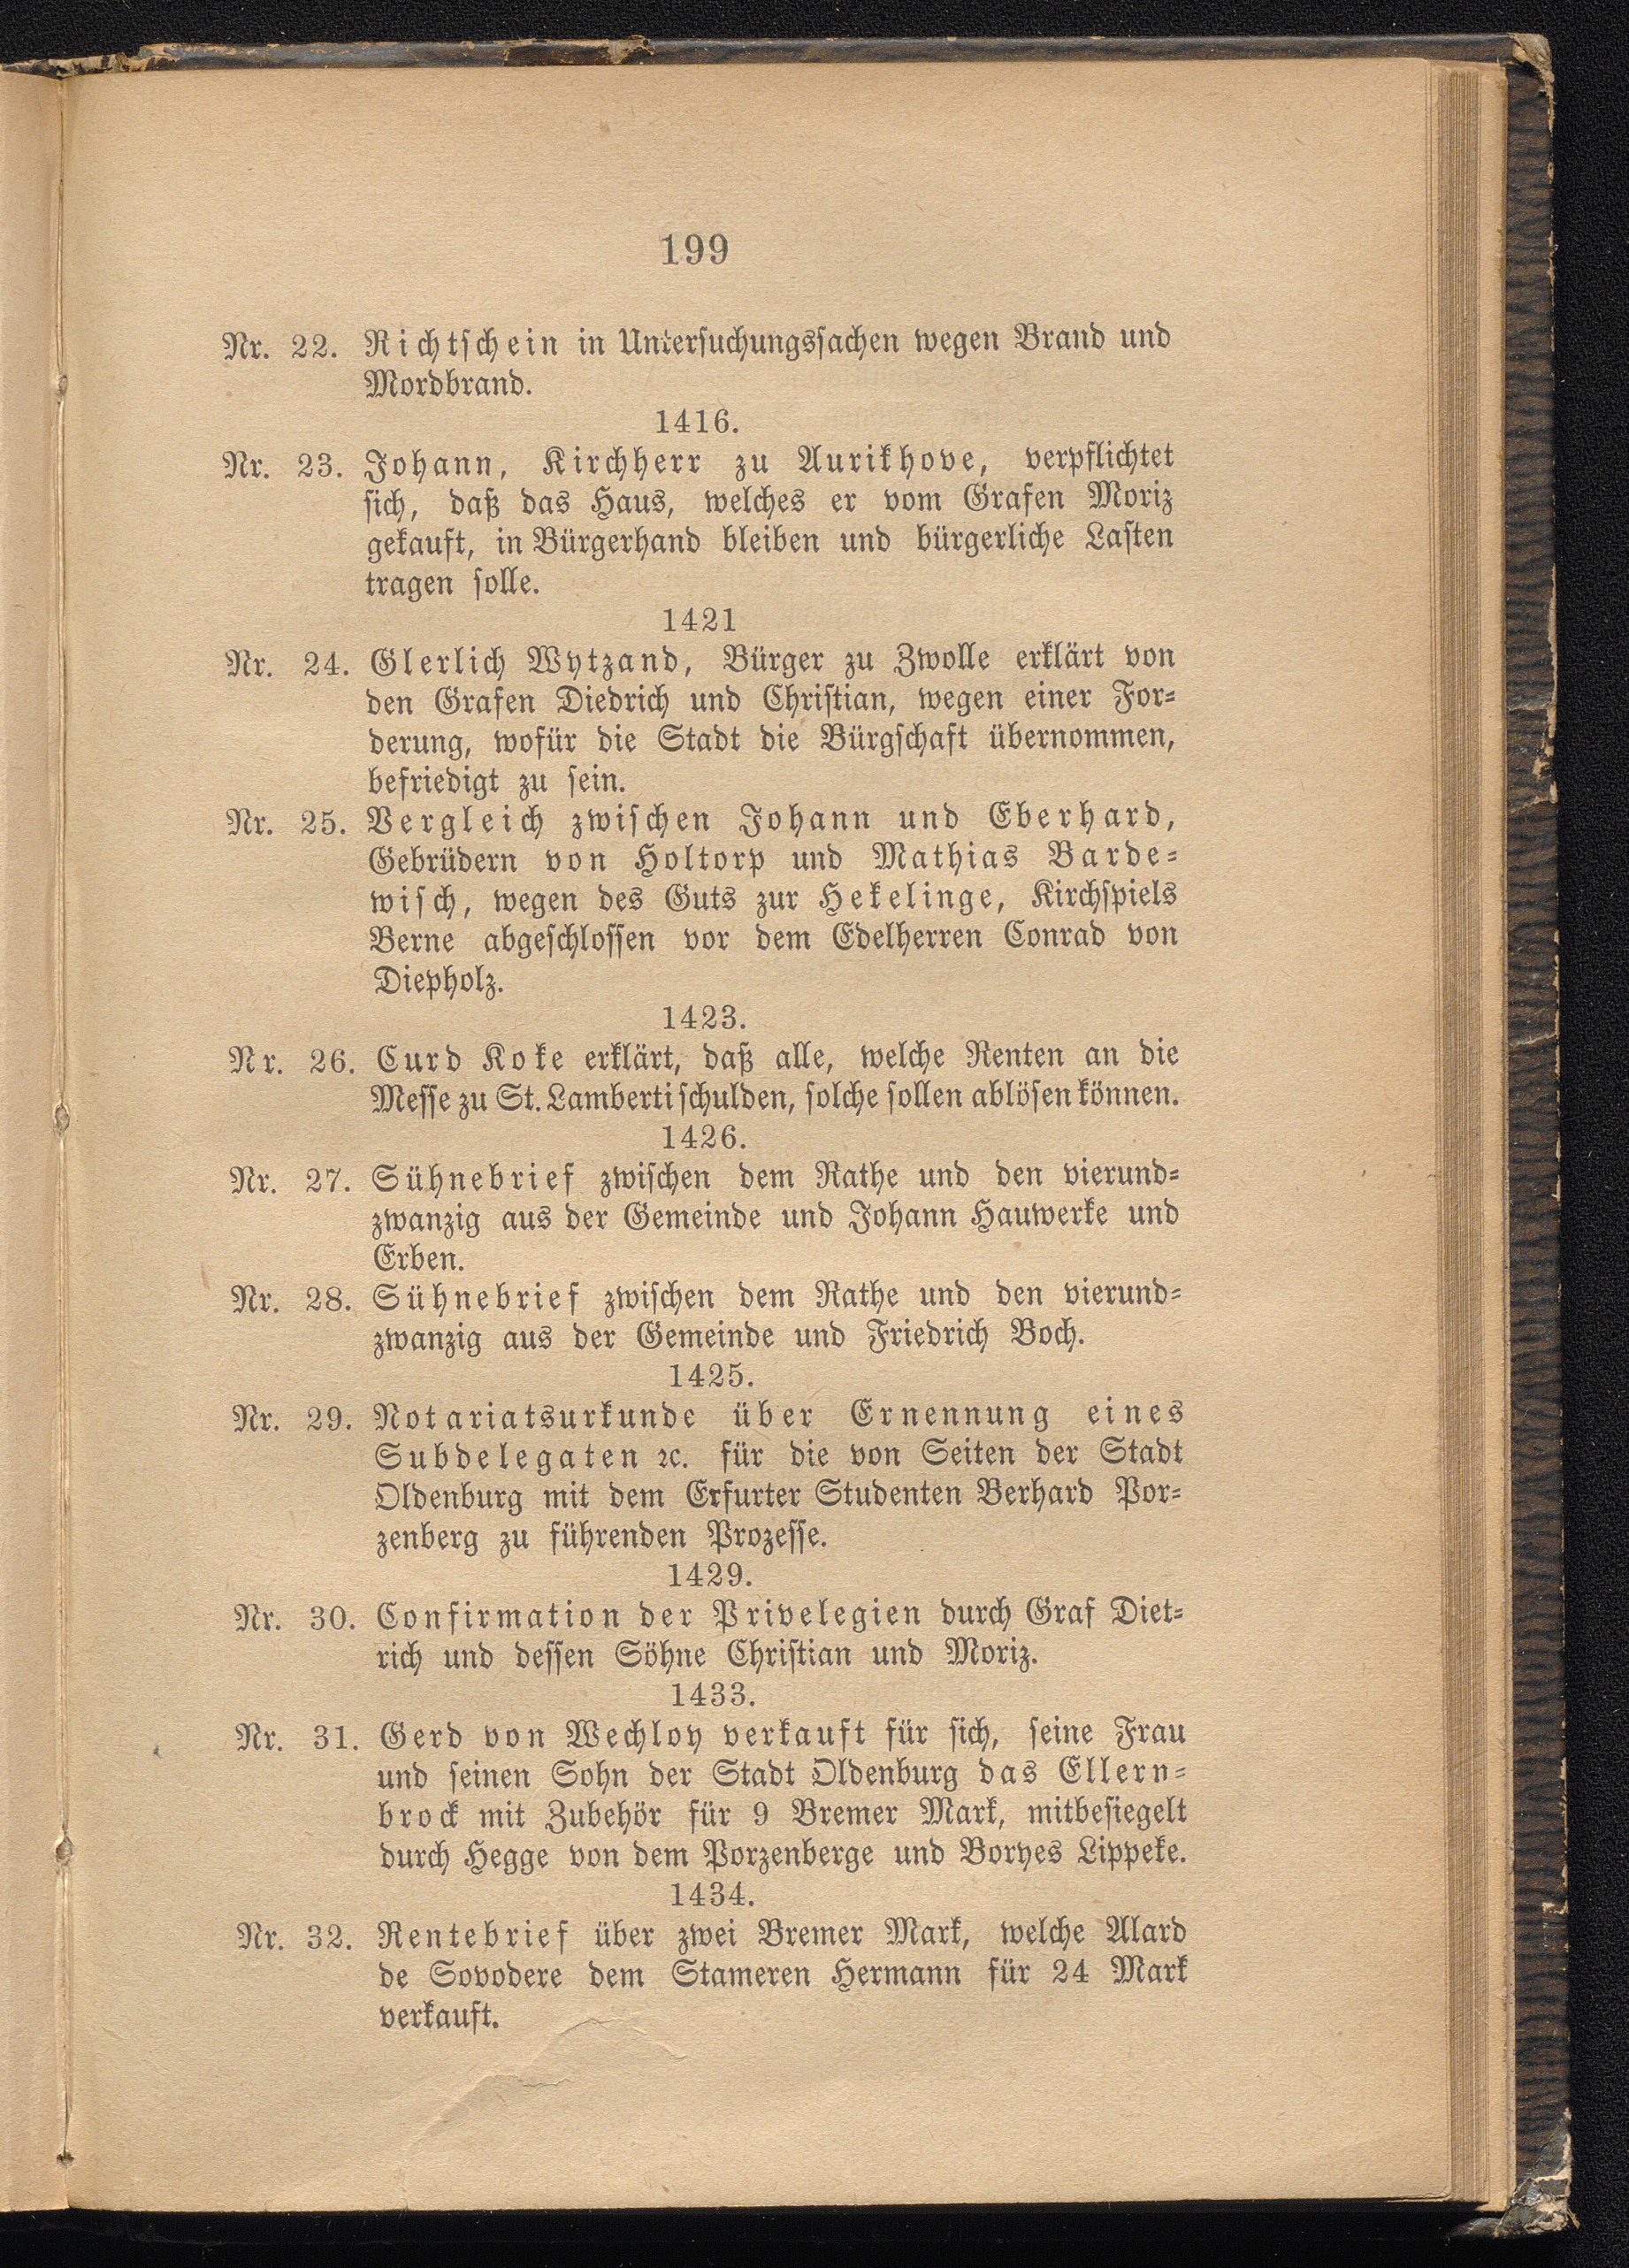 199
Nr. 22. Richtschein in Untersuchungssachen wegen Brand und
Mordbrand.
1416.
Nr. 23. Johann, Kirchherr zu Aurikhove, verpflichtet
sich, daß das Haus, welches er vom Grafen Moriz
gekauft, in Bürgerhand bleiben und bürgerliche Lasten
tragen solle.
1421
Nr. 24. Glerlich Wytzand, Bürger zu Zwolle erklärt von
den Grafen Diedrich und Christian, wegen einer For-
derung, wofür die Stadt die Bürgschaft übernommen,
befriedigt zu sein.
Nr. 25. Vergleich zwischen Johann und Eberhard,
Gebrüdern von Holtorp und Mathias Barde-
wisch, wegen des Guts zur Hekelinge, Kirchspiels
Berne abgeschlossen vor dem Edelherren Conrad von
Diepholz.
1423.
Nr. 26. Curd Koke erklärt, daß alle, welche Renten an die
Messe zu St. Lamberti schulden, solche sollen ablösen können.
1426.
Nr. 27. Sühnebrief zwischen dem Rathe und den vierund-
zwanzig aus der Gemeinde und Johann Hauwerke und
Erben.
Nr. 28. Sühnebrief zwischen dem Rathe und den vierund-
zwanzig aus der Gemeinde und Friedrich Boch.
1425.
Nr. 29. Notariatsurkunde über Ernennung eines
Subdelegaten ꝛc. für die von Seiten der Stadt
Oldenburg mit dem Erfurter Studenten Berhard Por-
zenberg zu führenden Prozesse.
1429.
Nr. 30. Confirmation der Privelegien durch Graf Diet-
rich und dessen Söhne Christian und Moriz.
1433.
Nr. 31. Gerd von Wechloy verkauft für sich, seine Frau
und seinen Sohn der Stadt Oldenburg das Ellern-
brock mit Zubehör für 9 Bremer Mark, mitbesiegelt
durch Hegge von dem Porzenberge und Boryes Lippeke.
1434.
Nr. 32. Rentebrief über zwei Bremer Mark, welche Alard
de Sovodere dem Stameren Hermann für 24 Mark
verkauft.